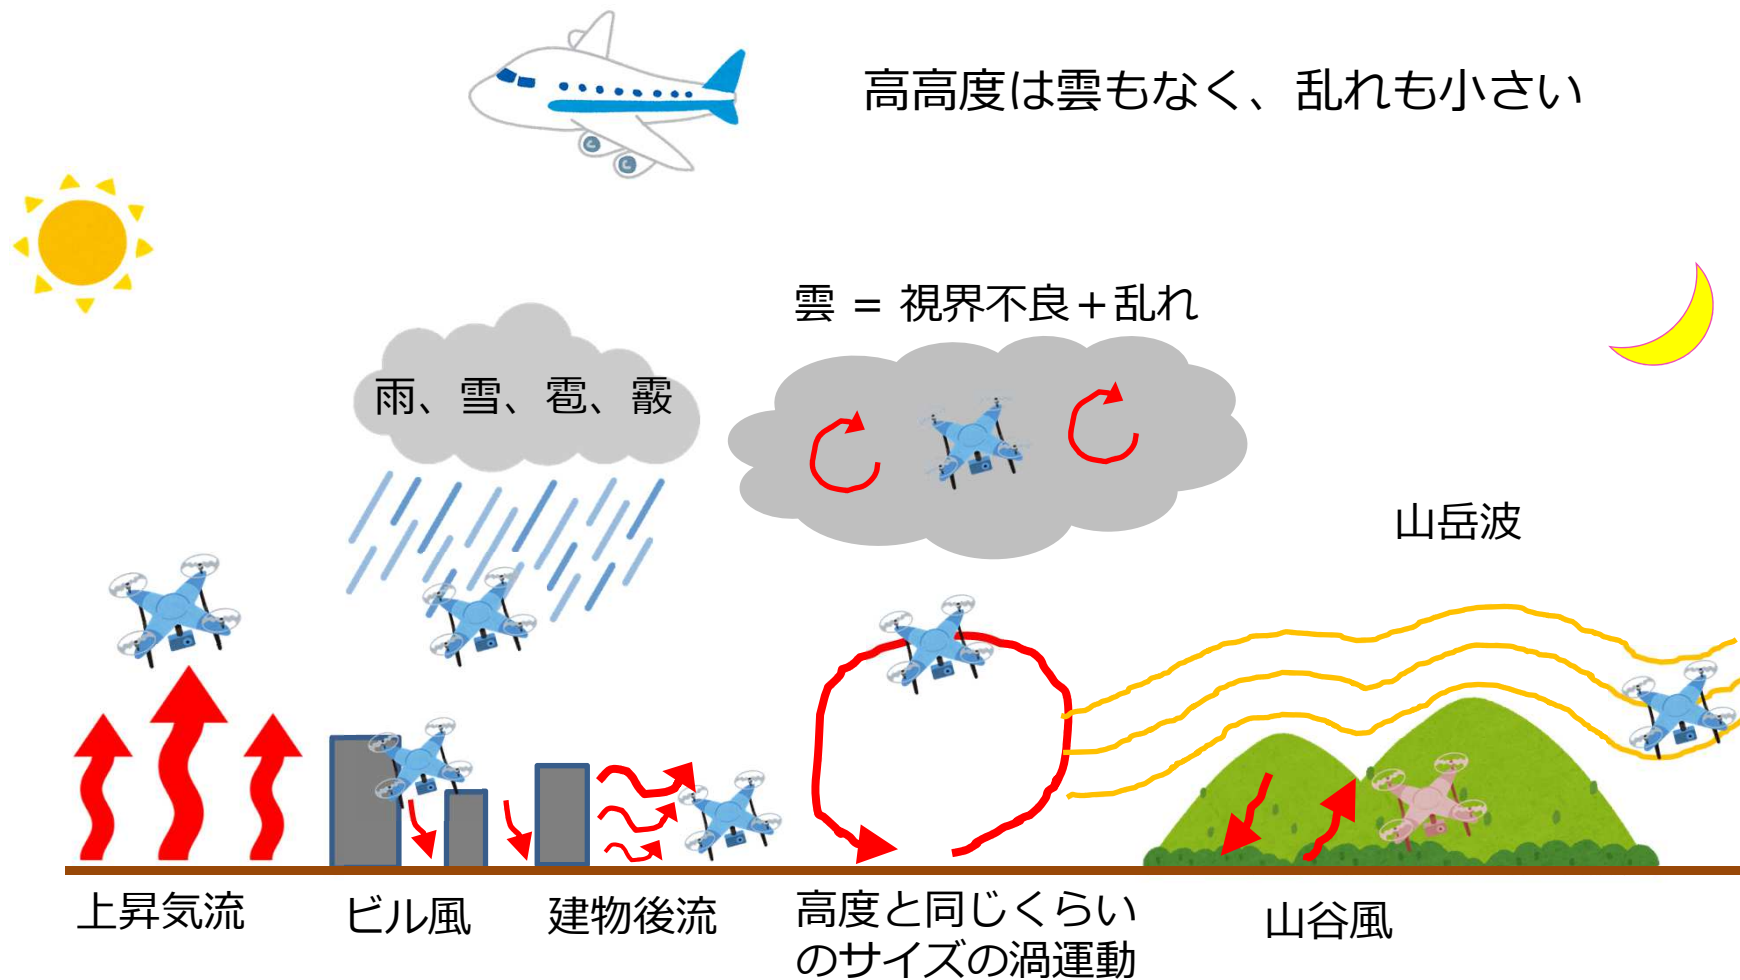 高高度は雲もなく、乱れも小さい
雲 = 視界不良＋乱れ
雨、雪、雹、霰
山岳波
上昇気流
ビル風
建物後流
高度と同じくらい
のサイズの渦運動
山谷風